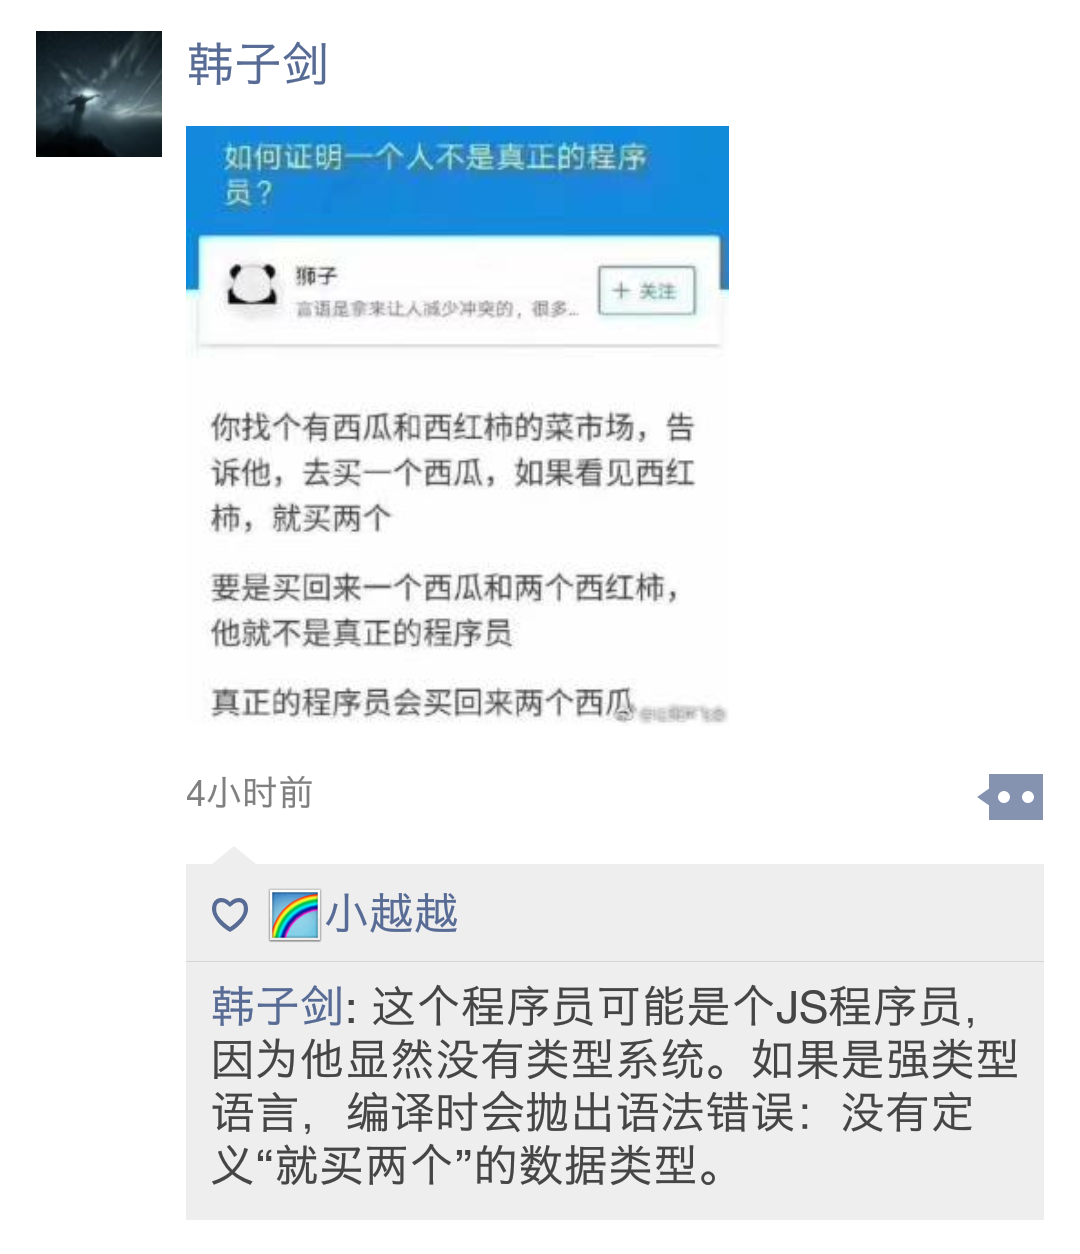 韩子剑
如何证明一个人不是真正的程序
员？
狮子
言语是拿来让人减少冲突的，很多...
+ 关注
你找个有西瓜和西红柿的菜市场，告
诉他，去买一个西瓜，如果看见西红
柿，就买两个
要是买回来一个西瓜和两个西红柿，
他就不是真正的程序员
真正的程序员会买回来两个西瓜
4小时前
小越越
韩子剑: 这个程序员可能是个JS程序员，
因为他显然没有类型系统。如果是强类型
语言，编译时会抛出语法错误：没有定
义“就买两个”的数据类型。